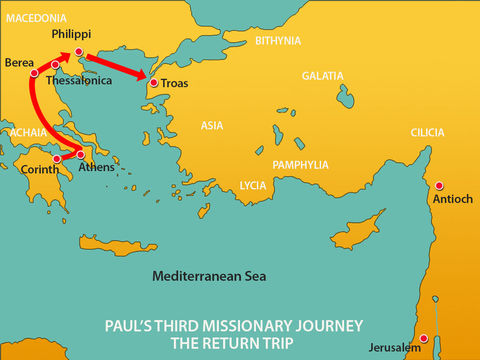 MACEDONIA
Philippi
BITHYNIA
Berea
Thessalonica
Troas
GALATIA
ASIA
ACHAIA
CILICIA
Corinth
Athens
PAMPHYLIA
LYCIA
Antioch
Mediterranean Sea
PAUL'S THIRD MISSIONARY JOURNEY
THE RETURN TRIP
Jerusalem